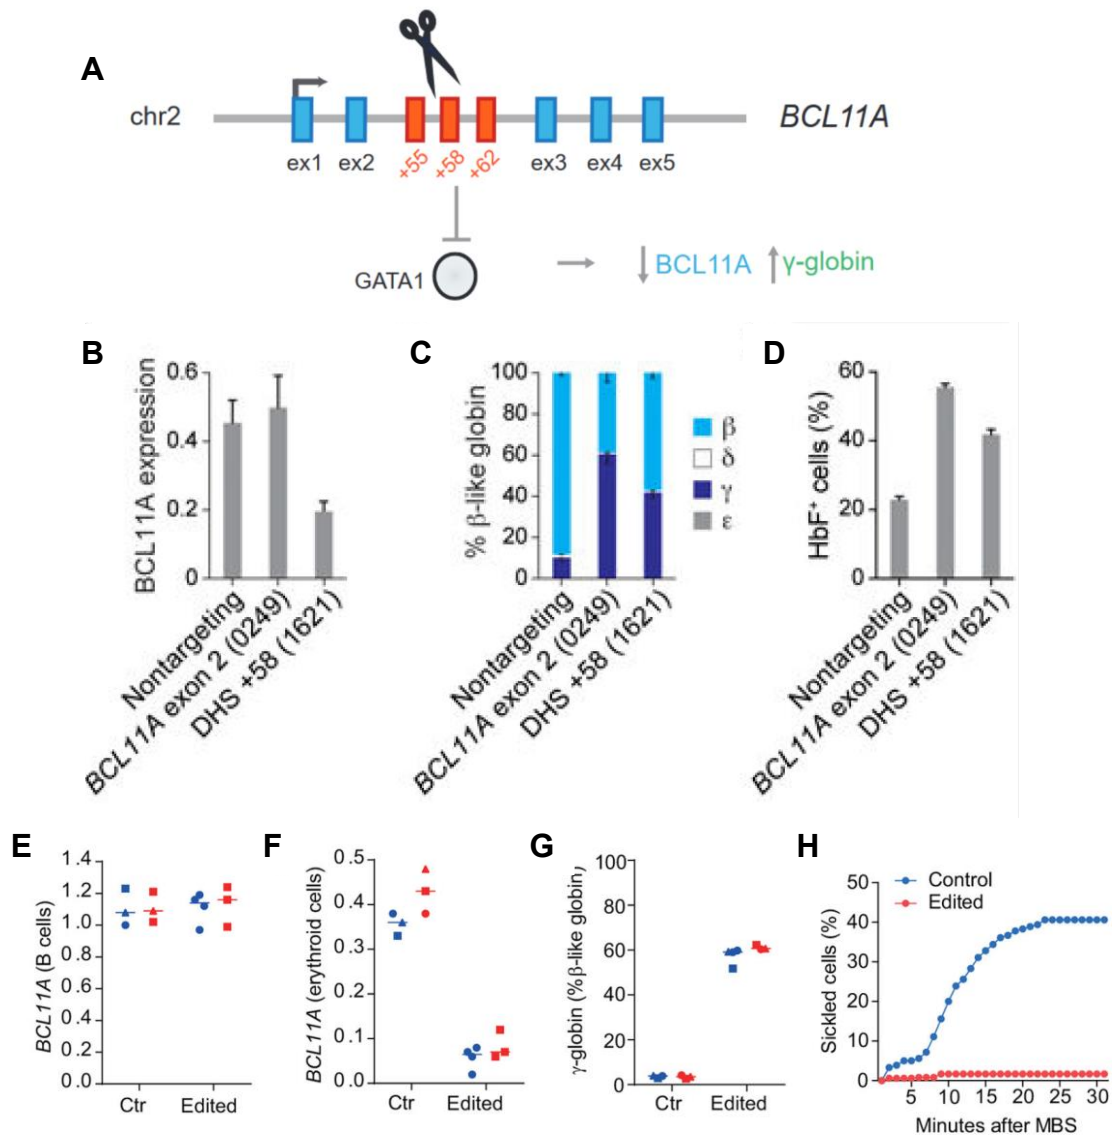 A
chr2
BCL11A
ex1 ex2 +55 +58 +62 ex3 ex4 ex5
GATA1
BCL11A γ-globin
B
BCL11A expression
0.6
0.4
0.2
0
Nontargeting
BCL11A exon 2 (0249)
DHS +58 (1621)
C
% β-like globin
100
80
60
40
20
0
β
δ
γ
ε
Nontargeting
BCL11A exon 2 (0249)
DHS +58 (1621)
D
HbF+ cells (%)
60
40
20
0
Nontargeting
BCL11A exon 2 (0249)
DHS +58 (1621)
E
BCL11A (B cells)
1.4
1.2
1.0
0.8
0.6
0.4
0.2
0.0
Ctr Edited
F
BCL11A (erythroid cells)
0.5
0.4
0.3
0.2
0.1
0.0
Ctr Edited
G
γ-globin (%β-like globin)
100
80
60
40
20
0
Ctr Edited
H
Control
Edited
Sickled cells (%)
50
40
30
20
10
0
5 10 15 20 25 30
Minutes after MBS